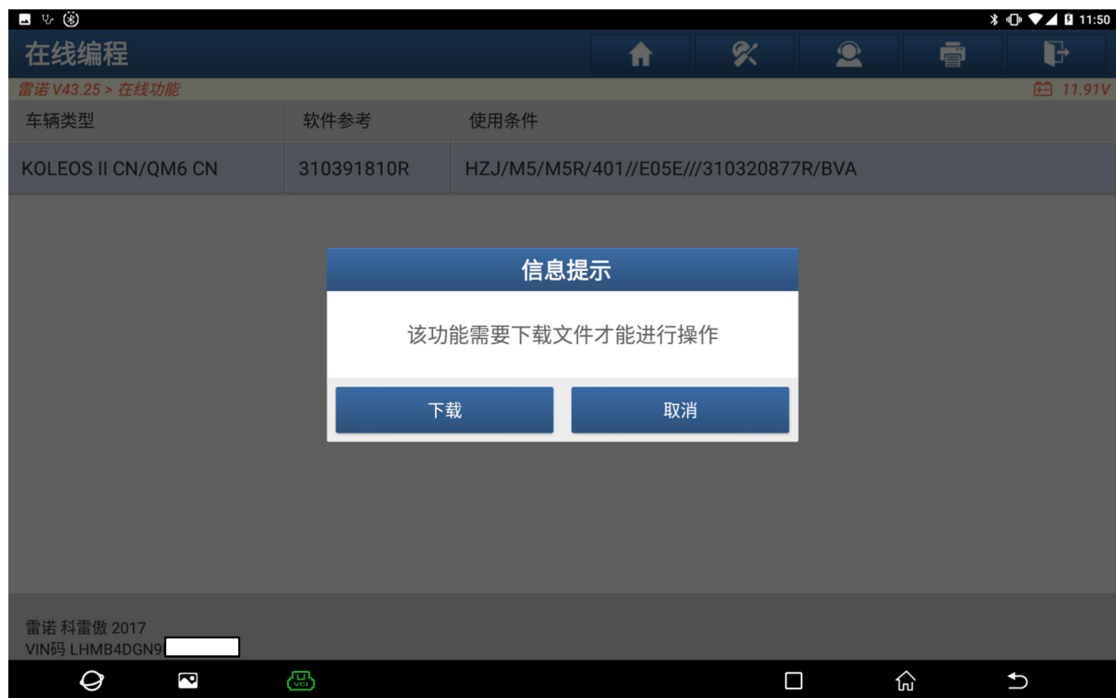 11:50
在线编程
雷诺 V43.25 > 在线功能 11.91V
车辆类型 软件参考 使用条件
KOLEOS II CN/QM6 CN 310391810R HZJ/M5/M5R/401//E05E///310320877R/BVA
信息提示
该功能需要下载文件才能进行操作
下载 取消
雷诺 科雷傲 2017
VIN码 LHMB4DGN9
VCI